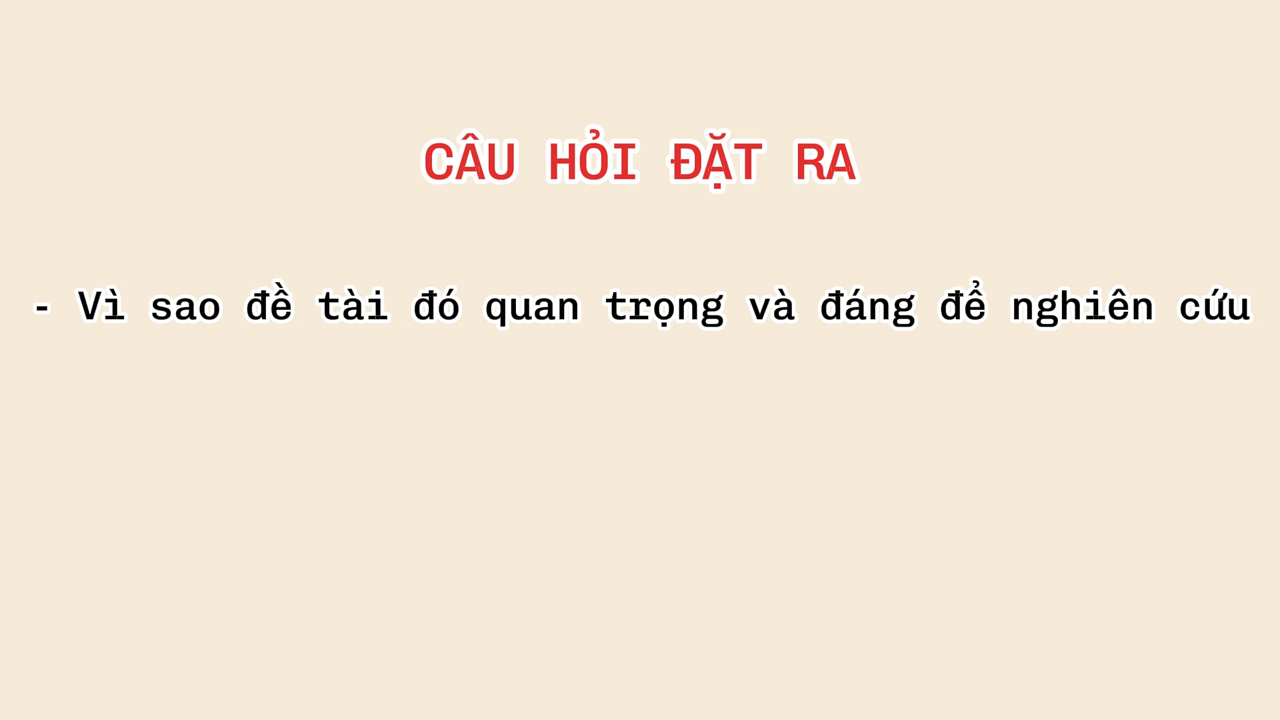 CÂU HỎI ĐẶT RA
- Vì sao đề tài đó quan trọng và đáng để nghiên cứu